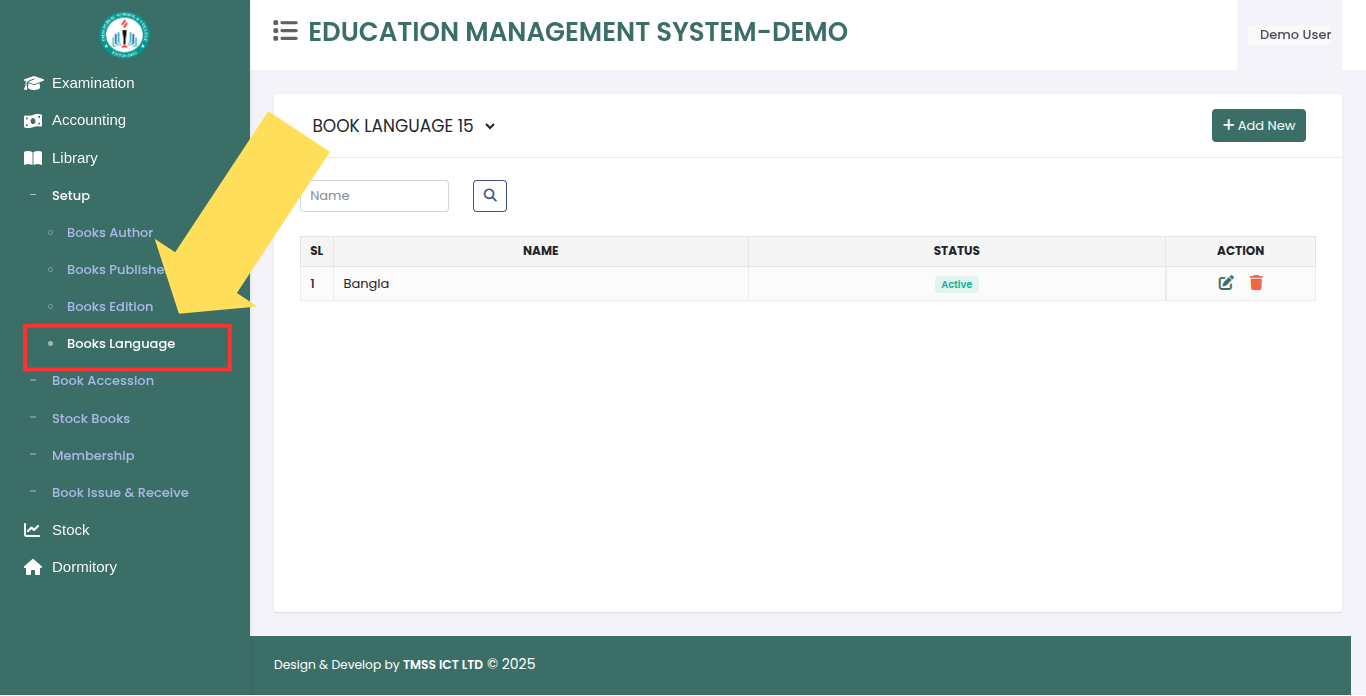 EDUCATION MANAGEMENT SYSTEM-DEMO
Demo User
Examination
Accounting
Library
Setup
Books Author
Books Publishe
Books Edition
Books Language
Book Accession
Stock Books
Membership
Book Issue & Receive
Stock
Dormitory
BOOK LANGUAGE 15
+ Add New
Name
SL NAME STATUS ACTION
1 Bangla Active
Design & Develop by TMSS ICT LTD © 2025